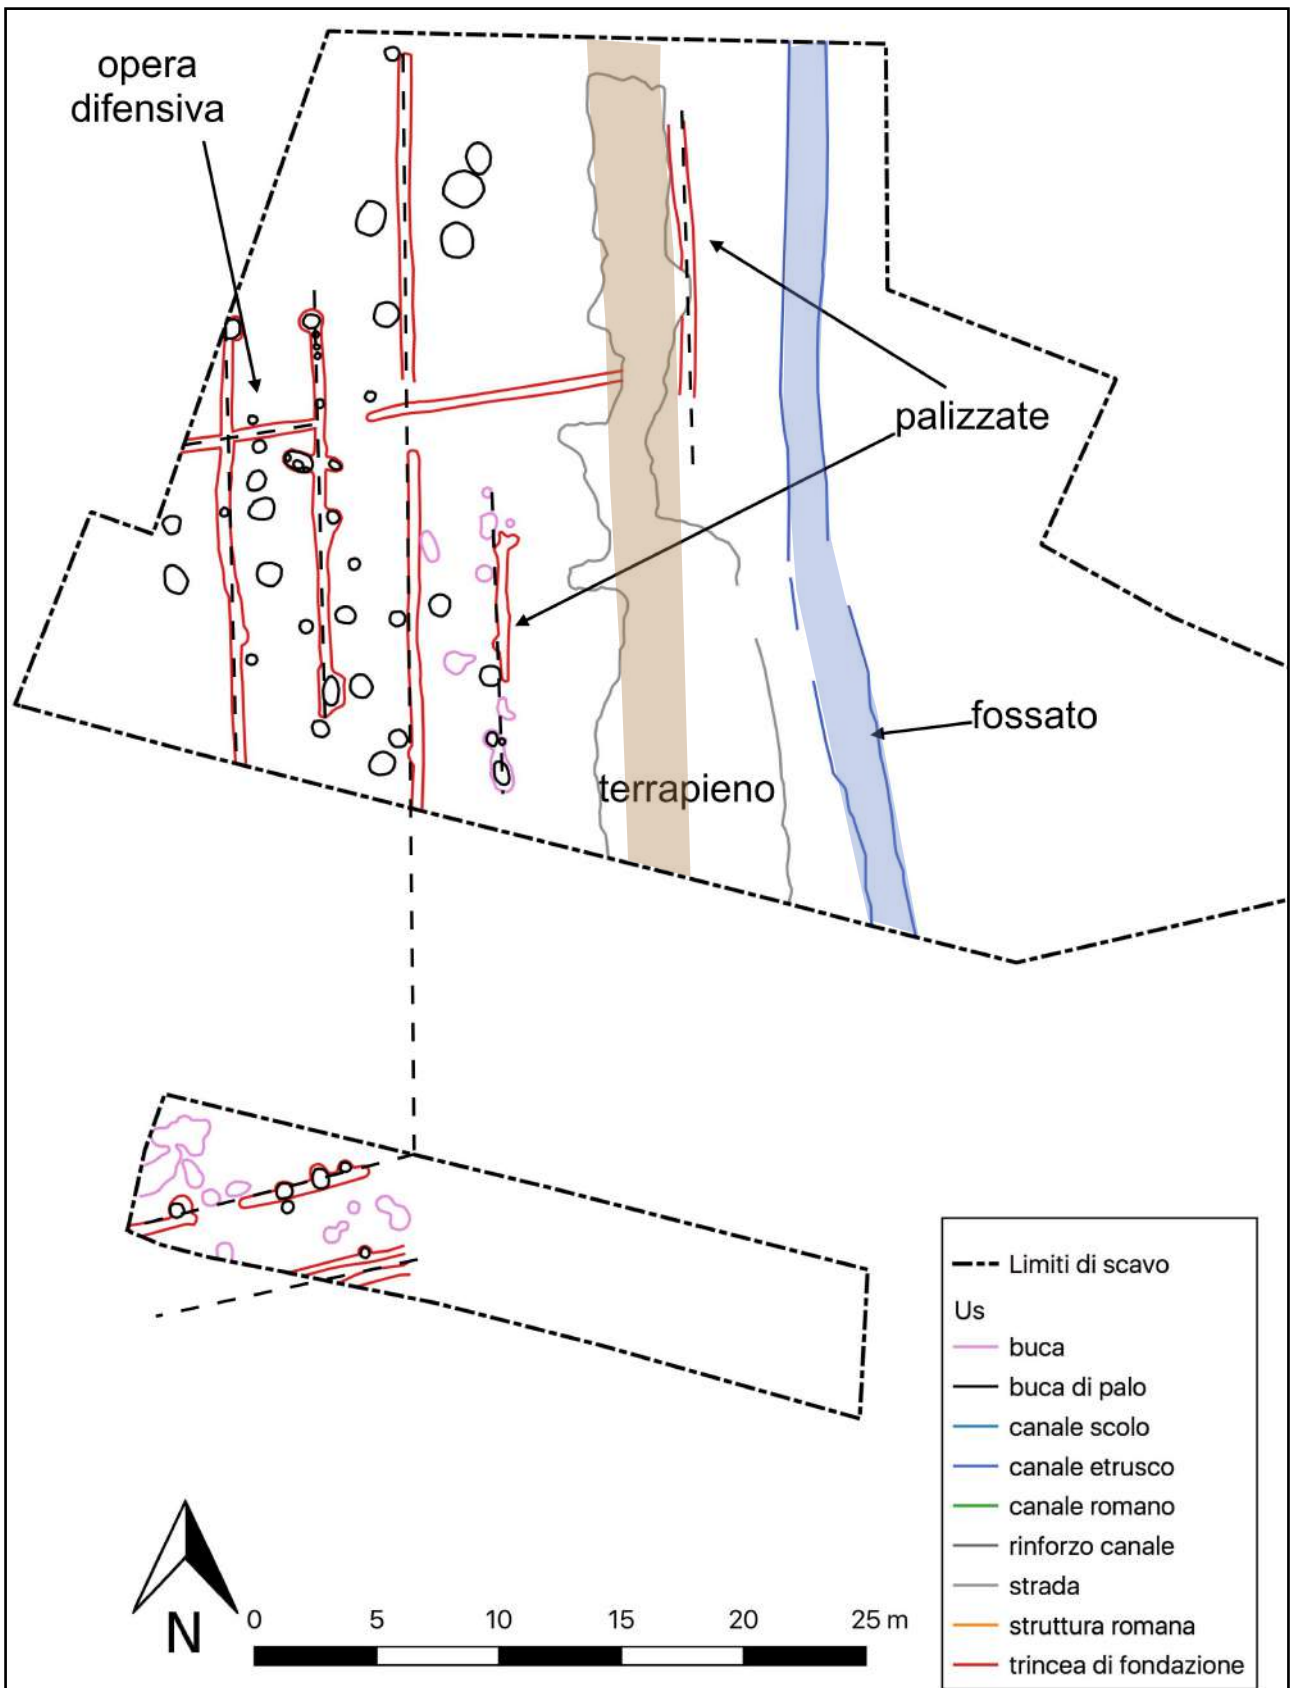 opera
difensiva
palizzate
fossato
terrapieno
Limiti di scavo
Us
buca
buca di palo
canale scolo
canale etrusco
canale romano
rinforzo canale
strada
struttura romana
trincea di fondazione
N
0 5 10 15 20 25 m